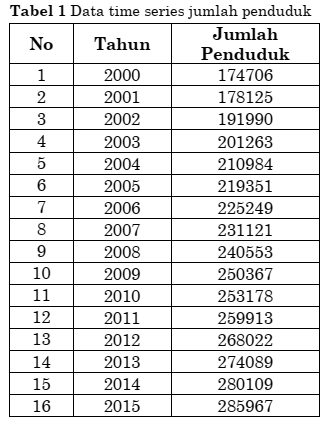 Tabel 1 Data time series jumlah penduduk
No Tahun Jumlah Penduduk
1 2000 174706
2 2001 178125
3 2002 191990
4 2003 201263
5 2004 210984
6 2005 219351
7 2006 225249
8 2007 231121
9 2008 240553
10 2009 250367
11 2010 253178
12 2011 259913
13 2012 268022
14 2013 274089
15 2014 280109
16 2015 285967